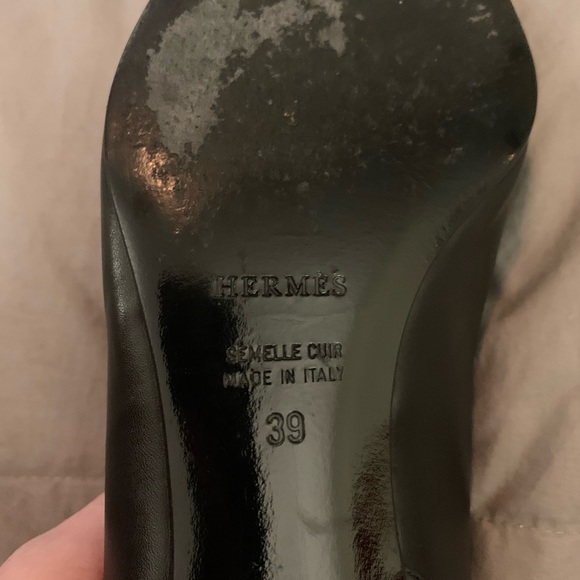 HERMÈS
SEMELLE CUIR
MADE IN ITALY
39